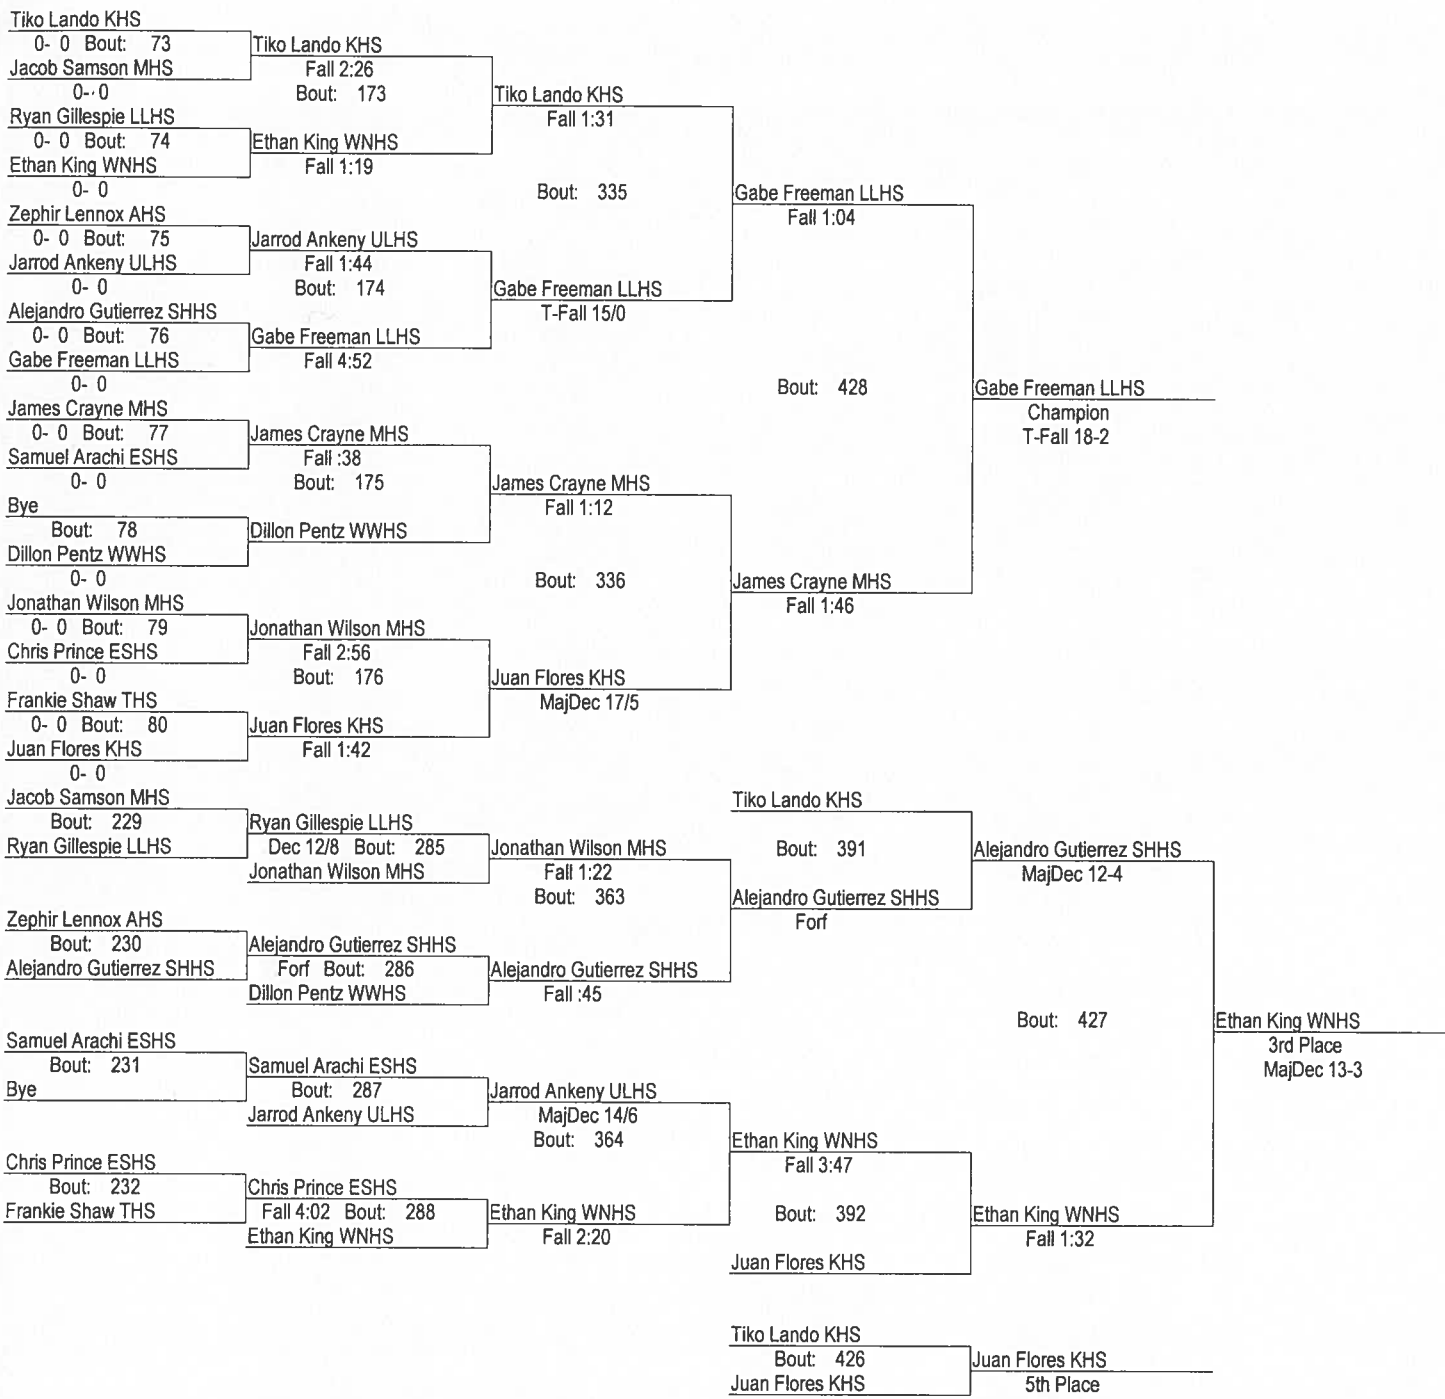 Tiko Lando KHS
0- 0 Bout: 73
Jacob Samson MHS
0- 0
Ryan Gillespie LLHS
0- 0 Bout: 74
Ethan King WNHS
0- 0
Zephir Lennox AHS
0- 0 Bout: 75
Jarrod Ankeny ULHS
0- 0
Alejandro Gutierrez SHHS
0- 0 Bout: 76
Gabe Freeman LLHS
0- 0
James Crayne MHS
0- 0 Bout: 77
Samuel Arachi ESHS
0- 0
Bye
Bout: 78
Dillon Pentz WWHS
0- 0
Jonathan Wilson MHS
0- 0 Bout: 79
Chris Prince ESHS
0- 0
Frankie Shaw THS
0- 0 Bout: 80
Juan Flores KHS
0- 0
Tiko Lando KHS
Fall 2:26
Bout: 173
Ethan King WNHS
Fall 1:19
Jarrod Ankeny ULHS
Fall 1:44
Bout: 174
Gabe Freeman LLHS
Fall 4:52
James Crayne MHS
Fall :38
Bout: 175
Dillon Pentz WWHS
Jonathan Wilson MHS
Fall 2:56
Bout: 176
Juan Flores KHS
Fall 1:42
Tiko Lando KHS
Fall 1:31
Bout: 335
Gabe Freeman LLHS
T-Fall 15/0
James Crayne MHS
Fall 1:12
Bout: 336
Juan Flores KHS
MajDec 17/5
Gabe Freeman LLHS
Fall 1:04
Bout: 428
James Crayne MHS
Fall 1:46
Gabe Freeman LLHS
Champion
T-Fall 18-2
Jacob Samson MHS
Bout: 229
Ryan Gillespie LLHS
Zephir Lennox AHS
Bout: 230
Alejandro Gutierrez SHHS
Samuel Arachi ESHS
Bout: 231
Bye
Chris Prince ESHS
Bout: 232
Frankie Shaw THS
Ryan Gillespie LLHS
Dec 12/8 Bout: 285
Jonathan Wilson MHS
Alejandro Gutierrez SHHS
Forf Bout: 286
Dillon Pentz WWHS
Samuel Arachi ESHS
Bout: 287
Jarrod Ankeny ULHS
Chris Prince ESHS
Fall 4:02 Bout: 288
Ethan King WNHS
Jonathan Wilson MHS
Fall 1:22
Bout: 363
Alejandro Gutierrez SHHS
Fall :45
Jarrod Ankeny ULHS
MajDec 14/6
Bout: 364
Ethan King WNHS
Fall 2:20
Tiko Lando KHS
Bout: 391
Alejandro Gutierrez SHHS
Forf
Ethan King WNHS
Fall 3:47
Bout: 392
Juan Flores KHS
Alejandro Gutierrez SHHS
MajDec 12-4
Bout: 427
Ethan King WNHS
Fall 1:32
Ethan King WNHS
3rd Place
MajDec 13-3
Tiko Lando KHS
Bout: 426
Juan Flores KHS
Juan Flores KHS
5th Place